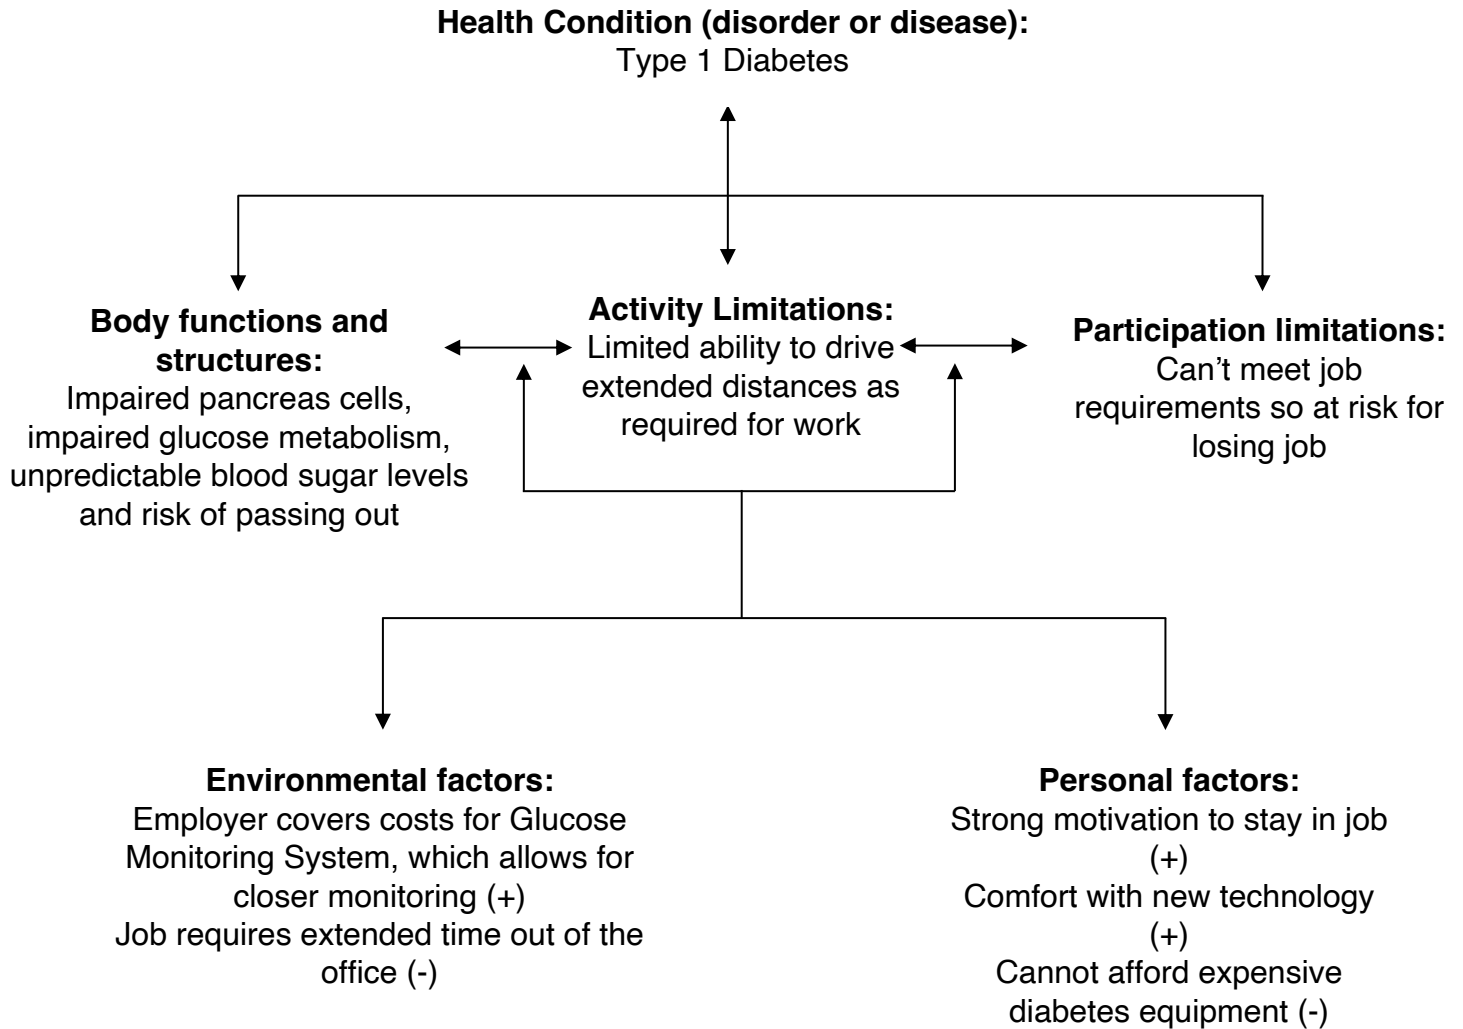 Health Condition (disorder or disease):
Type 1 Diabetes
Body functions and
structures:
Impaired pancreas cells,
impaired glucose metabolism,
unpredictable blood sugar levels
and risk of passing out
Activity Limitations:
Limited ability to drive
extended distances as
required for work
Participation limitations:
Can’t meet job
requirements so at risk for
losing job
Environmental factors:
Employer covers costs for Glucose
Monitoring System, which allows for
closer monitoring (+)
Job requires extended time out of the
office (-)
Personal factors:
Strong motivation to stay in job
(+)
Comfort with new technology
(+)
Cannot afford expensive
diabetes equipment (-)